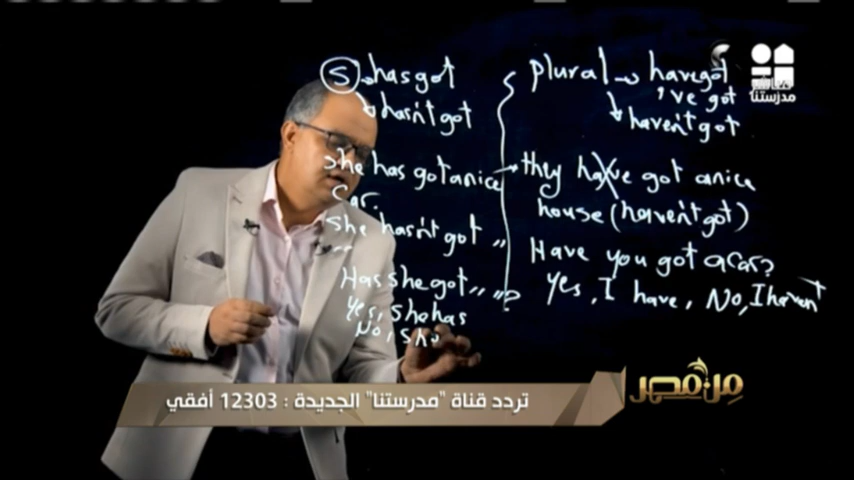 S has got
hasn't got
she has got a nice
car.
She hasn't got ,,
,,
Has she got ,, ,, ?
Yes, she has
No, she
plural → have got
've got
haven't got
→ they have got a nice
house (haven't got)
Have you got a car?
Yes, I have, No, I haven't
مدرستنا
من مصر
تردد قناة "مدرستنا" الجديدة : 12303 أفقي